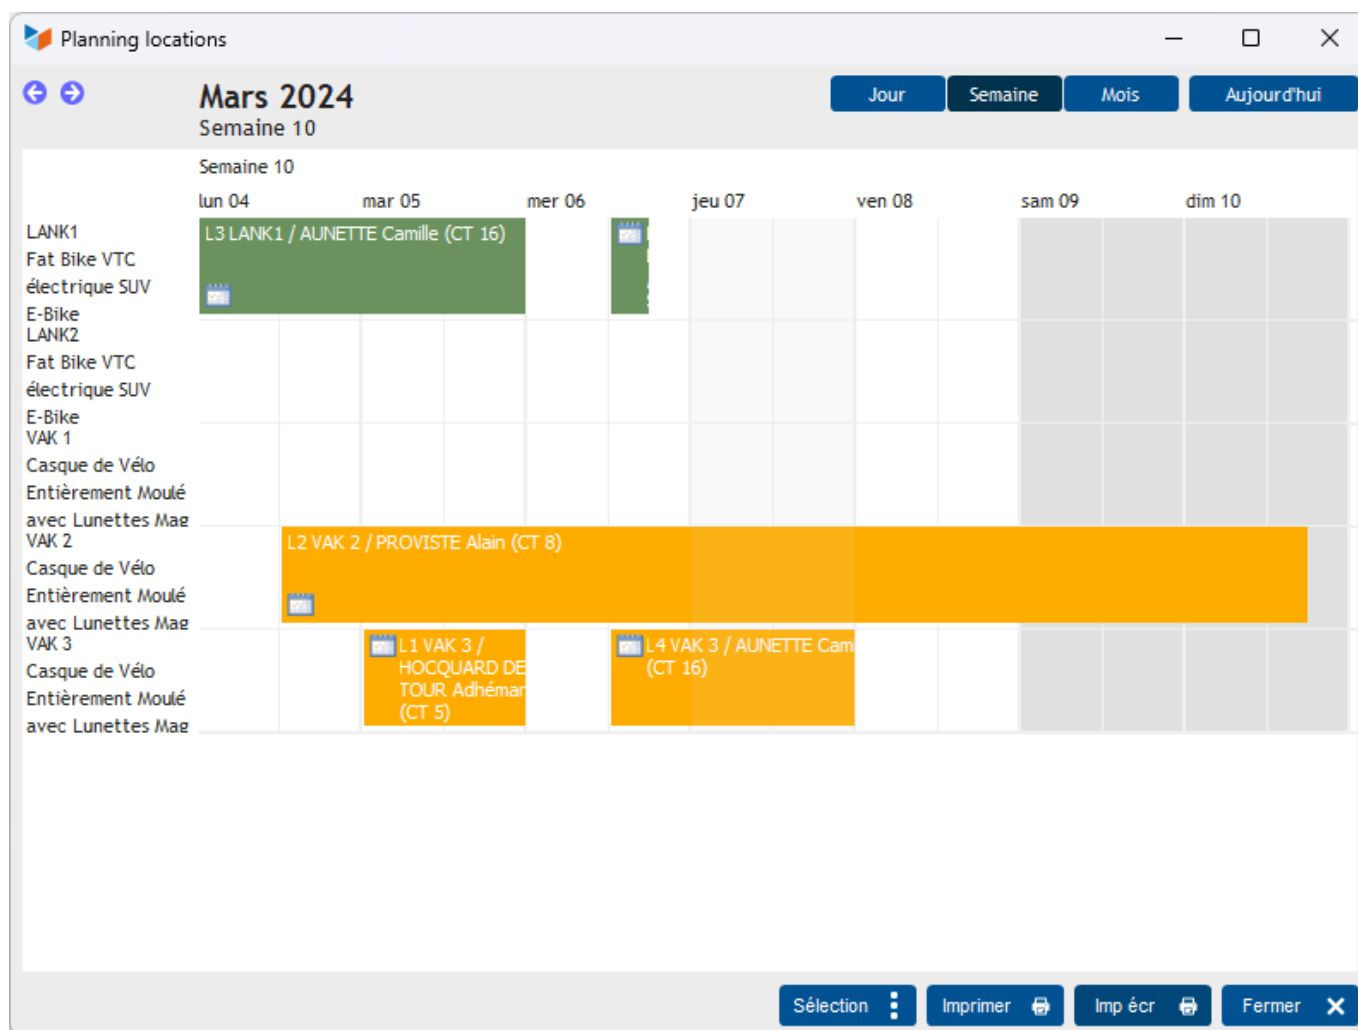 Planning locations
Mars 2024
Semaine 10
Jour
Semaine
Mois
Aujourd'hui
Semaine 10
lun 04
mar 05
mer 06
jeu 07
ven 08
sam 09
dim 10
LANK1
Fat Bike VTC
électrique SUV
E-Bike
L3 LANK1 / AUNETTE Camille (CT 16)
LANK2
Fat Bike VTC
électrique SUV
E-Bike
VAK 1
Casque de Vélo
Entièrement Moulé
avec Lunettes Mag
VAK 2
Casque de Vélo
Entièrement Moulé
avec Lunettes Mag
L2 VAK 2 / PROVISTE Alain (CT 8)
VAK 3
Casque de Vélo
Entièrement Moulé
avec Lunettes Mag
L1 VAK 3 /
HOCQUARD DE
TOUR Adhémar
(CT 5)
L4 VAK 3 / AUNETTE Cam
(CT 16)
Sélection
Imprimer
Imp écr
Fermer